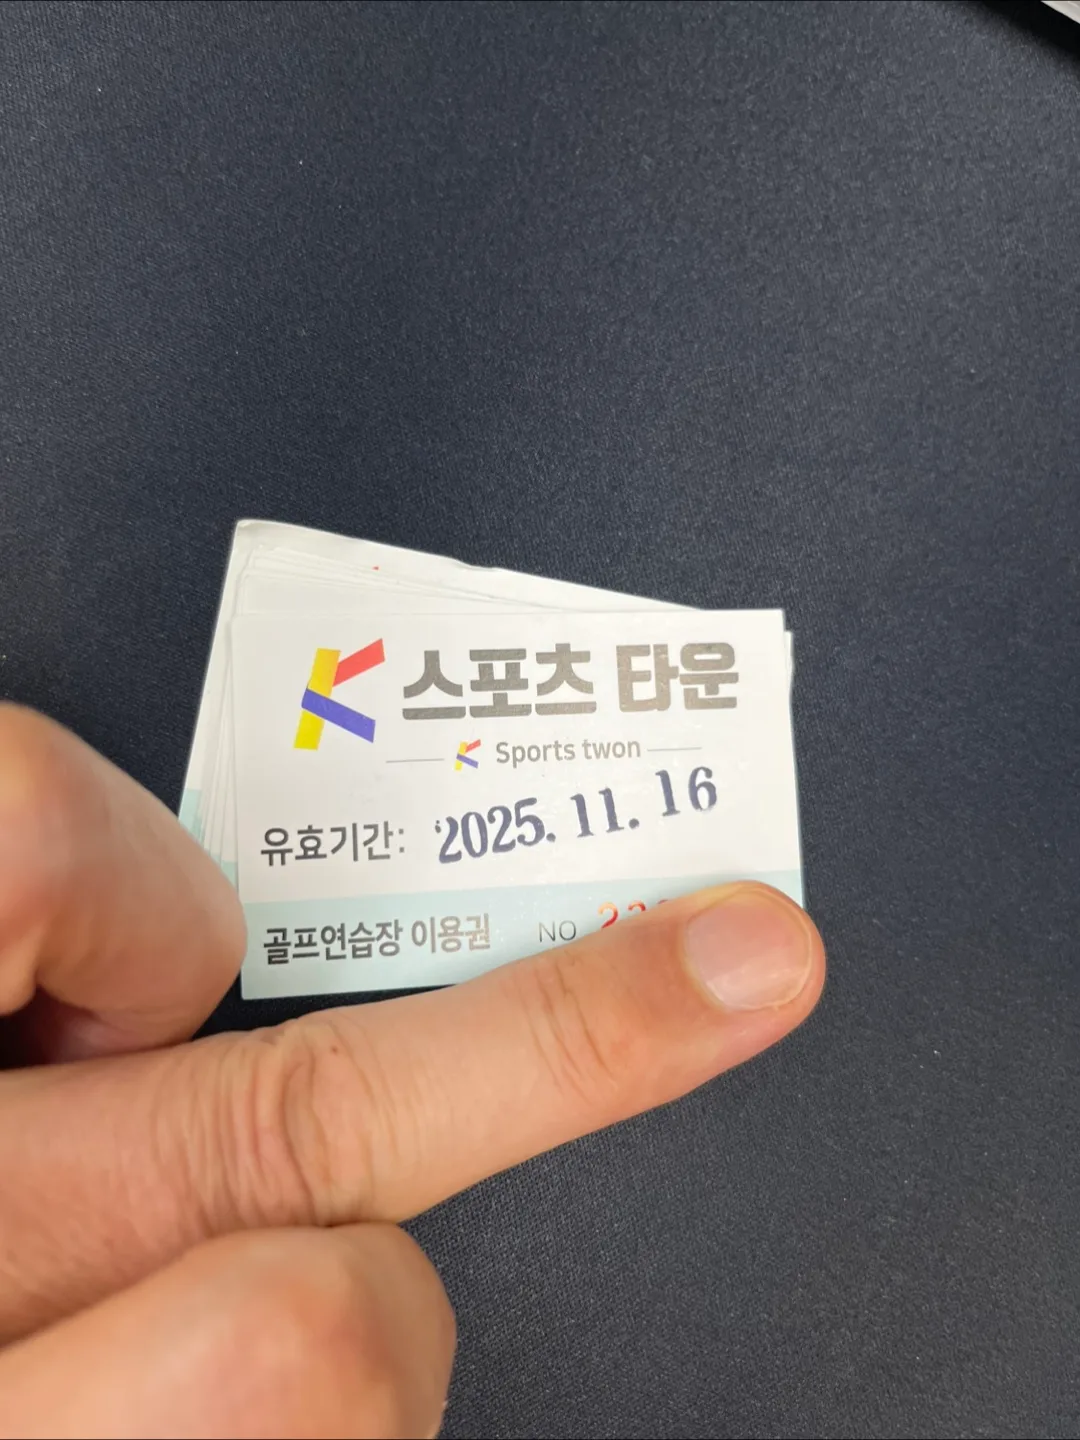 K 스포츠 타운
K Sports twon
유효기간: 2025. 11. 16
골프연습장 이용권 NO